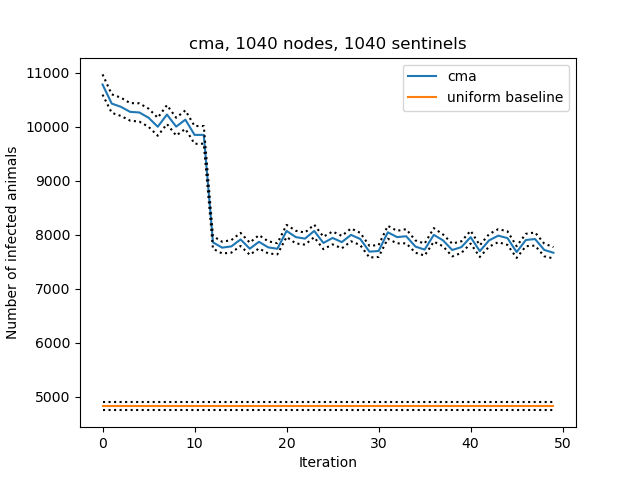 cma, 1040 nodes, 1040 sentinels
cma
uniform baseline
Number of infected animals
11000
10000
9000
8000
7000
6000
5000
0 10 20 30 40 50
Iteration